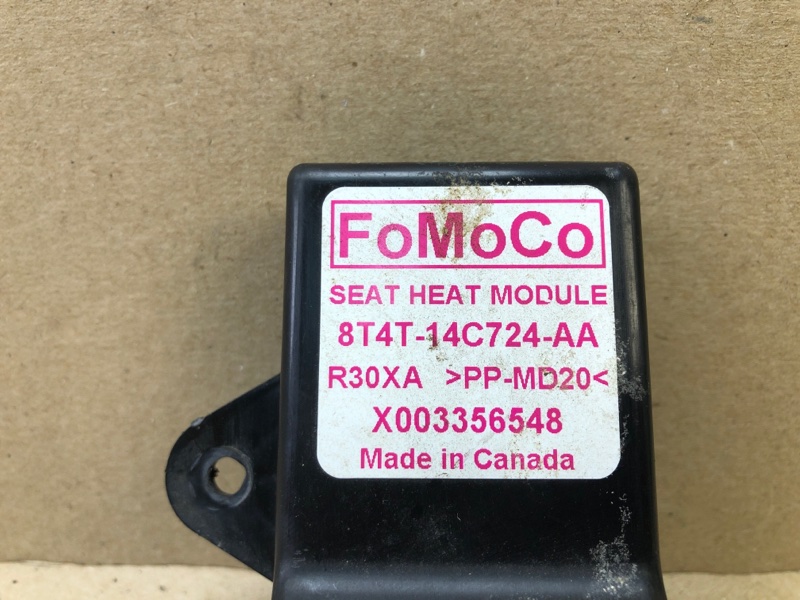 FoMoCo
SEAT HEAT MODULE
8T4T-14C724-AA
R30XA >PP-MD20<
X003356548
Made in Canada